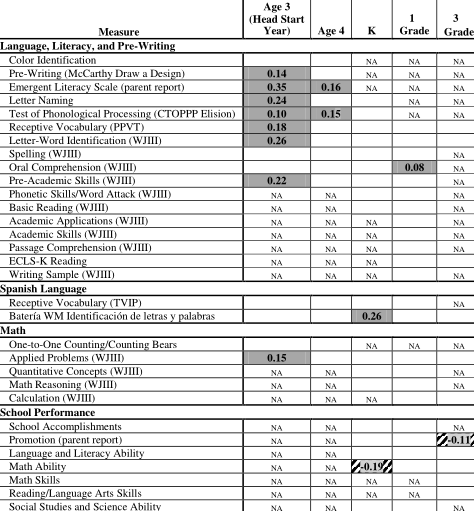 Measure Age 3 (Head Start Year) Age 4 K 1 Grade 3 Grade
Language, Literacy, and Pre-Writing
Color Identification NA NA NA
Pre-Writing (McCarthy Draw a Design) 0.14 NA NA NA
Emergent Literacy Scale (parent report) 0.35 0.16 NA NA NA
Letter Naming 0.24 NA NA
Test of Phonological Processing (CTOPPP Elision) 0.10 0.15 NA NA
Receptive Vocabulary (PPVT) 0.18
Letter-Word Identification (WJIII) 0.26
Spelling (WJIII) NA
Oral Comprehension (WJIII) 0.08 NA
Pre-Academic Skills (WJIII) 0.22 NA
Phonetic Skills/Word Attack (WJIII) NA NA NA
Basic Reading (WJIII) NA NA NA
Academic Applications (WJIII) NA NA NA NA
Academic Skills (WJIII) NA NA NA NA
Passage Comprehension (WJIII) NA NA NA NA
ECLS-K Reading NA NA NA
Writing Sample (WJIII) NA NA NA NA
Spanish Language
Receptive Vocabulary (TVIP) NA
Batería WM Identificación de letras y palabras 0.26
Math
One-to-One Counting/Counting Bears NA NA NA
Applied Problems (WJIII) 0.15
Quantitative Concepts (WJIII) NA NA NA
Math Reasoning (WJIII) NA NA NA
Calculation (WJIII) NA NA NA
School Performance
School Accomplishments NA NA NA
Promotion (parent report) NA NA -0.11
Language and Literacy Ability NA NA
Math Ability NA NA -0.19 NA
Math Skills NA NA NA NA
Reading/Language Arts Skills NA NA NA NA
Social Studies and Science Ability NA NA NA